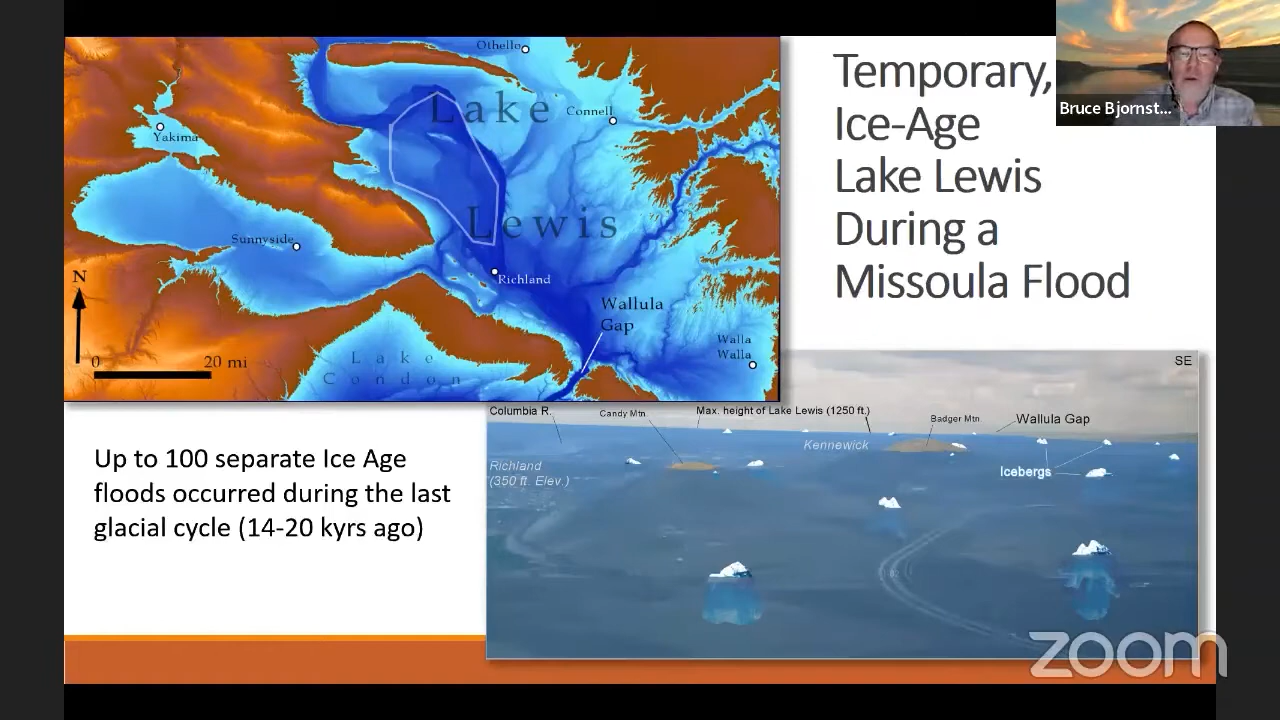 Temporary,
Ice-Age
Lake Lewis
During a
Missoula Flood
Bruce Bjornst...
Othello
Lake
Connell
Yakima
Lewis
Sunnyside
Richland
N
Wallula
Gap
0 20 mi
Walla
Walla
Lake
Condon
SE
Columbia R.
Candy Mtn
Max. height of Lake Lewis (1250 ft.)
Badger Mtn
Wallula Gap
Kennewick
Richland
(350 ft. Elev.)
Icebergs
Up to 100 separate Ice Age
floods occurred during the last
glacial cycle (14-20 kyrs ago)
zoom